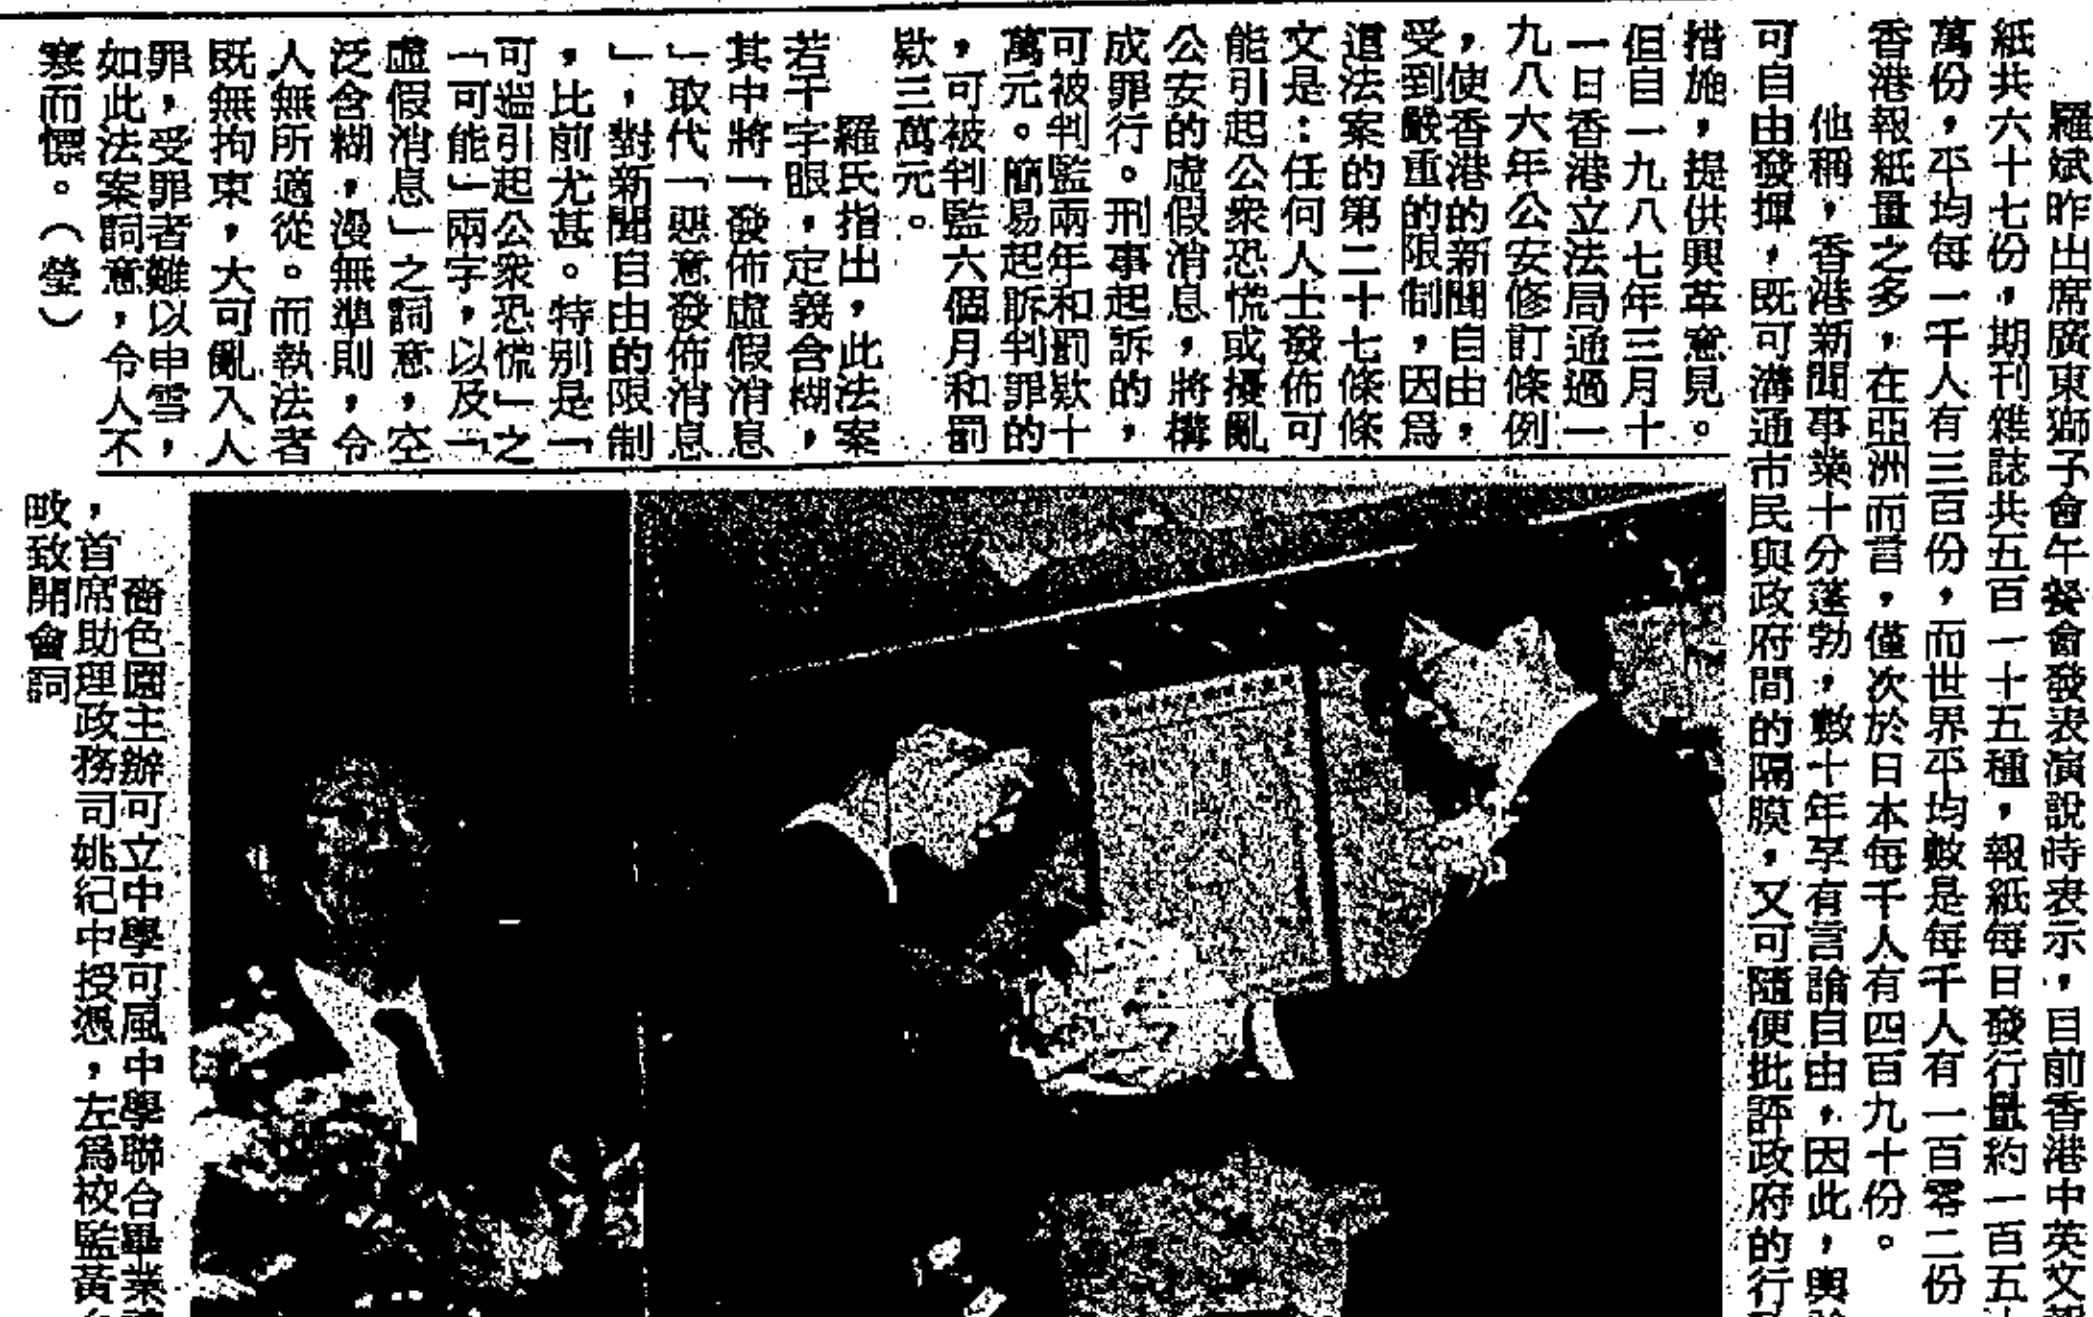 羅斌昨出席廣東獅子會午餐會發表演說時表示，目前香港中英文報
紙共六十七份，期刊雜誌共五百一十五種，報紙每日發行量約一百五
萬份，平均每一千人有三百份，而世界平均數是每千人有一百零二份
香港報紙量之多，在亞洲而言，僅次於日本每千人有四百九十份。
他稱，香港新聞事業十分蓬勃，數十年享有言論自由，因此，輿
可自由發揮，既可溝通市民與政府間的隔膜，又可隨便批評政府的行
措施，提供興革意見。
但自一九八七年三月十
一日香港立法局通過一
九八六年公安修訂條例
，使香港的新聞自由，
受到嚴重的限制，因爲
這法案的第二十七條條
文是：任何人士發佈可
能引起公衆恐慌或擾亂
公安的虛假消息，將構
成罪行。刑事起訴的，
可被判監兩年和罰欵十
萬元。簡易起訴判罪的
，可被判監六個月和罰
欵三萬元。
羅氏指出，此法案
若干字眼，定義含糊，
其中將「發佈虛假消息
」取代「惡意發佈消息
」，對新聞自由的限制
，比前尤甚。特别是「
可能引起公衆恐慌」之
「可能」兩字，以及「
虛假消息」之詞意，空
泛含糊，漫無準則，令
人無所適從。而執法者
既無拘束，大可亂入人
罪，受罪者難以申雪，
如此法案詞意，令人不
寒而慄。（瑩）
嗇色園主辦可立中學可風中學聯合畢業
，首席助理政務司姚紀中授憑，左爲校監黃
致開會詞